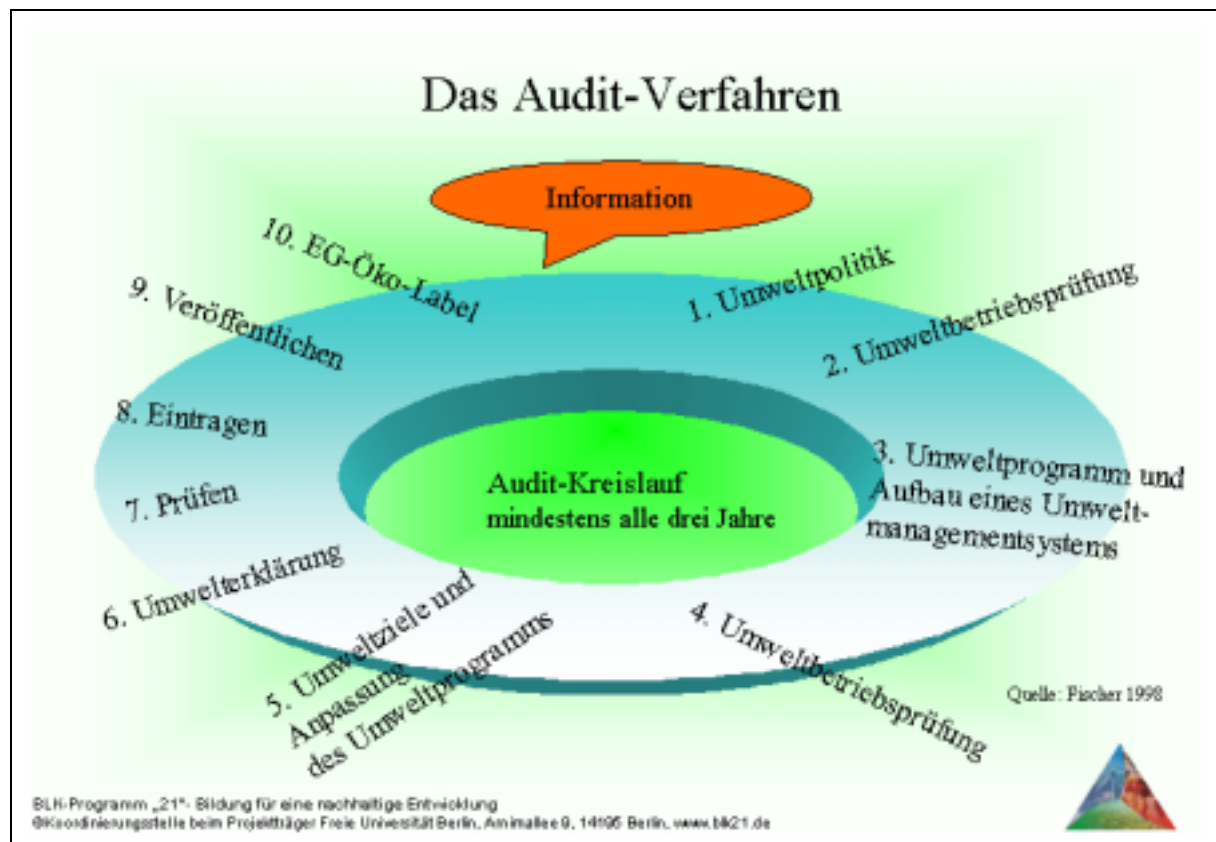 Das Audit-Verfahren
Information
1. Umweltpolitik
2. Umweltbetriebsprüfung
3. Umweltprogramm und
Aufbau eines Umwelt-
managementsystems
4. Umweltbetriebsprüfung
5. Umweltziele und
Anpassung
des Umweltprogramms
6. Umwelterklärung
7. Prüfen
8. Eintragen
9. Veröffentlichen
10. EG-Öko-Label
Audit-Kreislauf
mindestens alle drei Jahre
Quelle: Fischer 1998
BLK-Programm „21“- Bildung für eine nachhaltige Entwicklung
©Koordinierungsstelle beim Projektträger Freie Universität Berlin, Arnimallee 9, 14195 Berlin, www.blk21.de